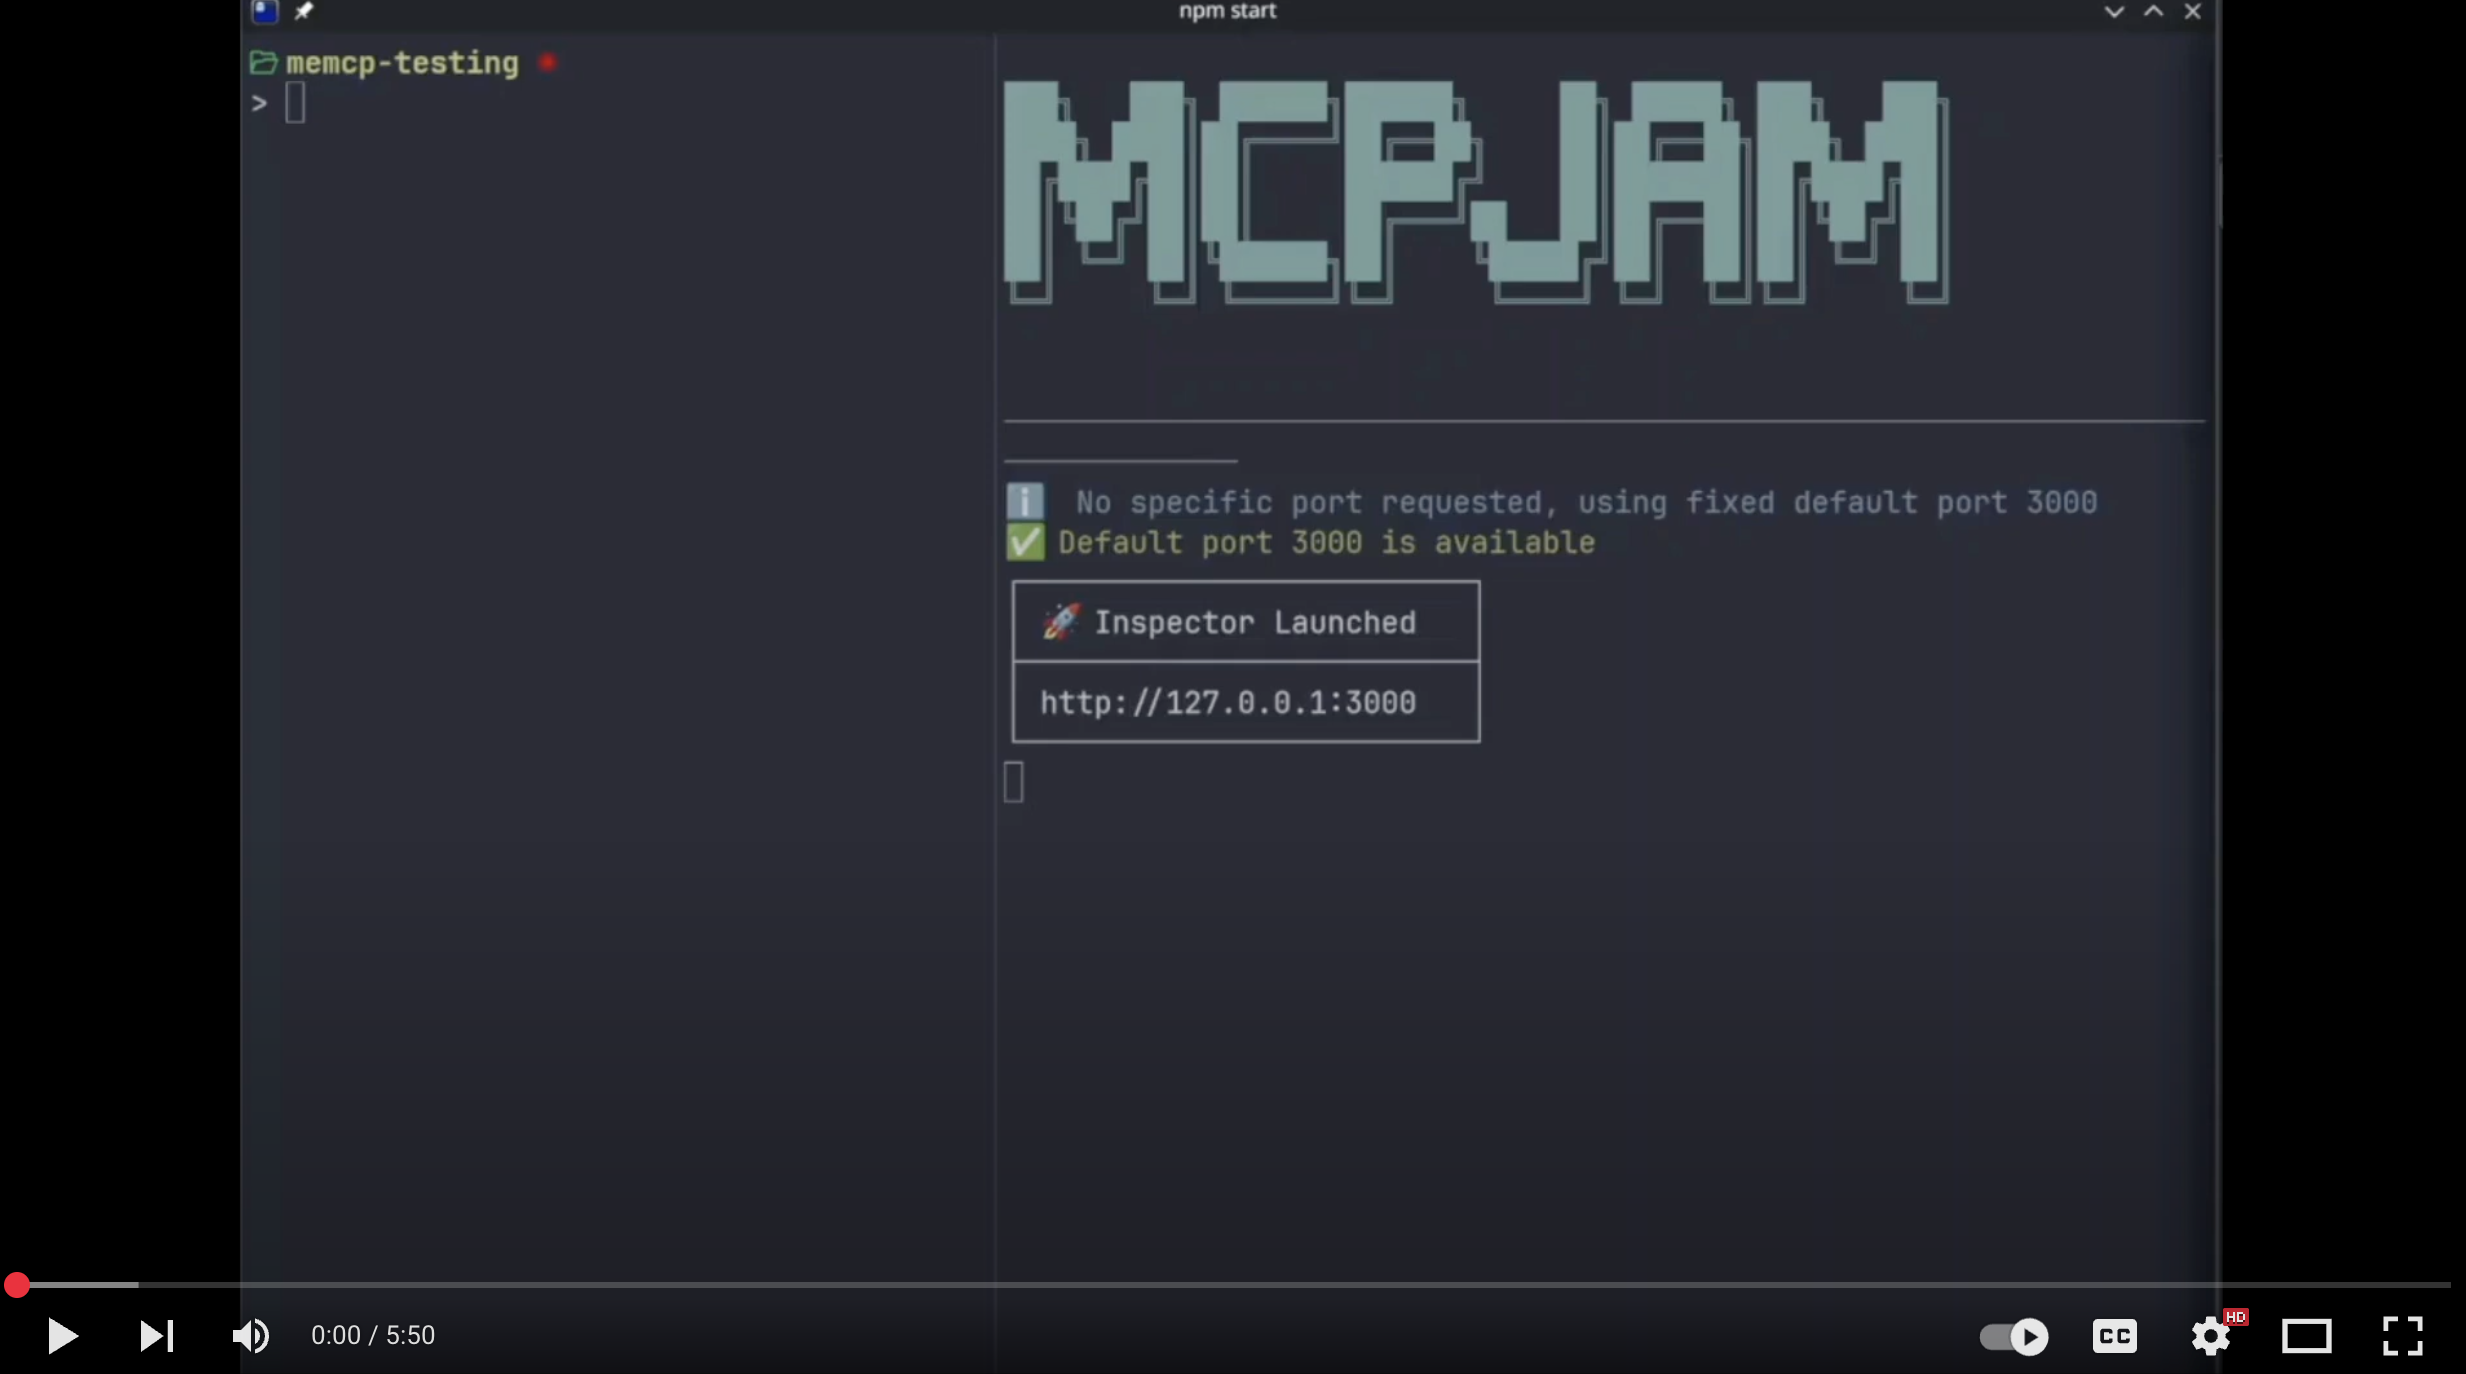 npm start
memcp-testing
>
MCPJAM
No specific port requested, using fixed default port 3000
Default port 3000 is available
Inspector Launched
http://127.0.0.1:3000
0:00 / 5:50
CC
HD